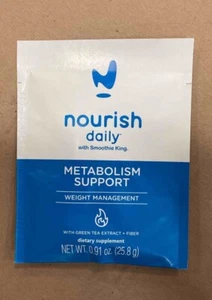 nourish
daily™
with Smoothie King.
METABOLISM
SUPPORT
WEIGHT MANAGEMENT
WITH GREEN TEA EXTRACT + FIBER
dietary supplement
NET WT. 0.91 oz. (25.8 g)